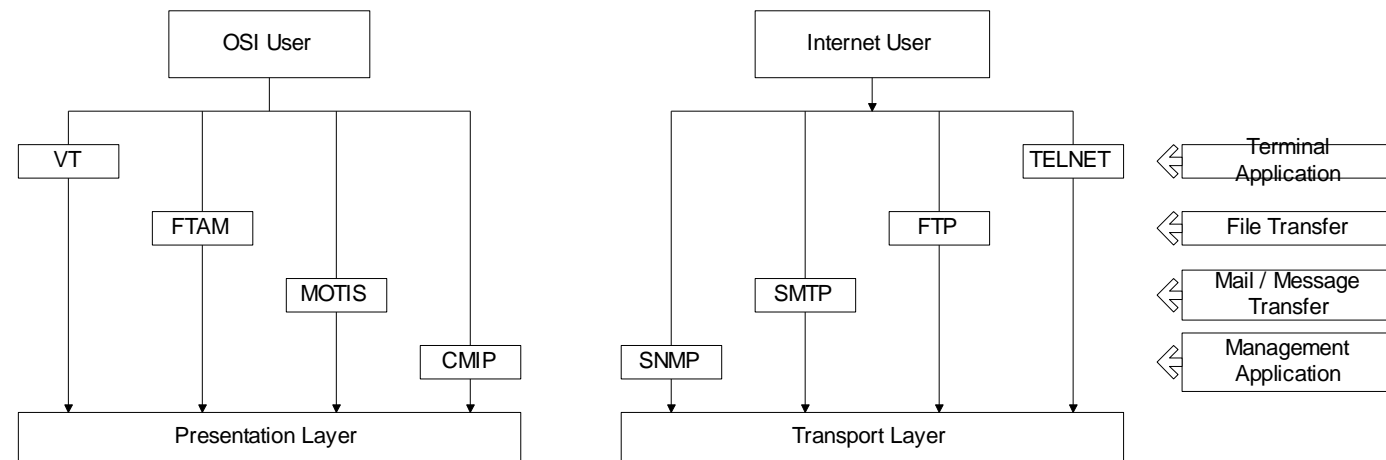 OSI User
Internet User
VT
TELNET
Terminal
Application
FTAM
FTP
File Transfer
MOTIS
SMTP
Mail / Message
Transfer
CMIP
SNMP
Management
Application
Presentation Layer
Transport Layer